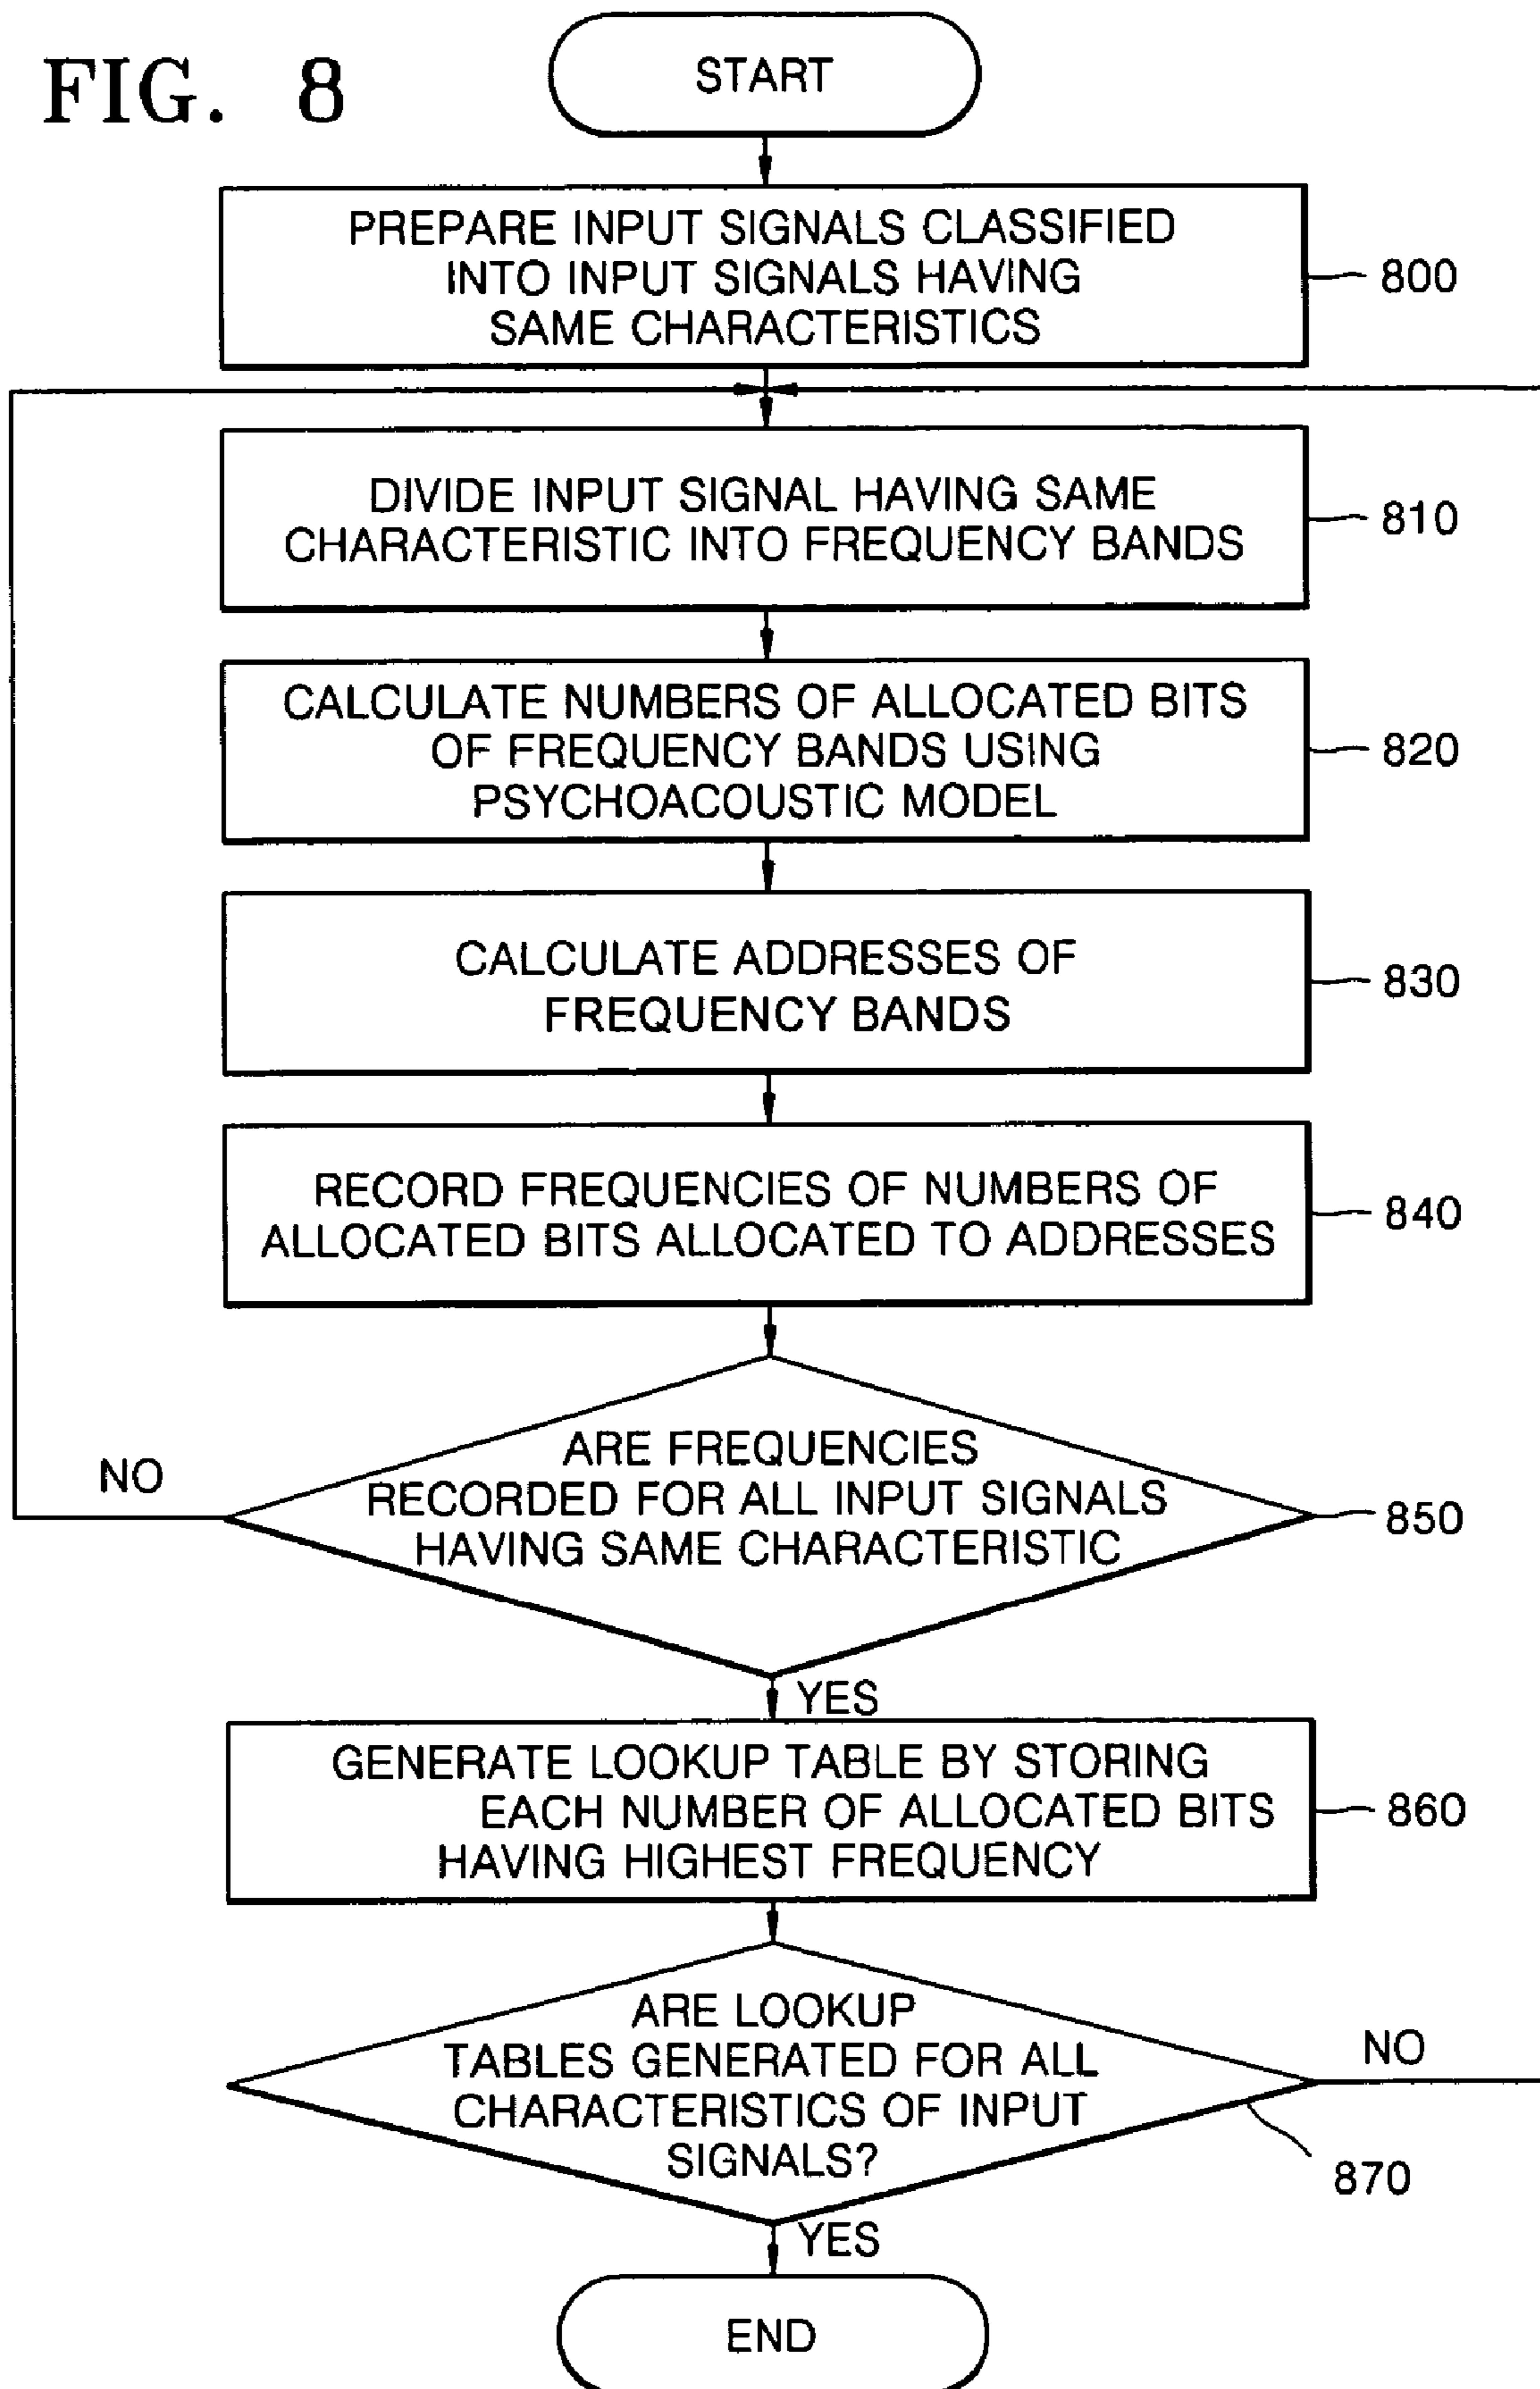 FIG. 8
START
PREPARE INPUT SIGNALS CLASSIFIED
INTO INPUT SIGNALS HAVING
SAME CHARACTERISTICS
800
DIVIDE INPUT SIGNAL HAVING SAME
CHARACTERISTIC INTO FREQUENCY BANDS
810
CALCULATE NUMBERS OF ALLOCATED BITS
OF FREQUENCY BANDS USING
PSYCHOACOUSTIC MODEL
820
CALCULATE ADDRESSES OF
FREQUENCY BANDS
830
RECORD FREQUENCIES OF NUMBERS OF
ALLOCATED BITS ALLOCATED TO ADDRESSES
840
NO
ARE FREQUENCIES
RECORDED FOR ALL INPUT SIGNALS
HAVING SAME CHARACTERISTIC
850
YES
GENERATE LOOKUP TABLE BY STORING
EACH NUMBER OF ALLOCATED BITS
HAVING HIGHEST FREQUENCY
860
ARE LOOKUP
TABLES GENERATED FOR ALL
CHARACTERISTICS OF INPUT
SIGNALS?
NO
870
YES
END